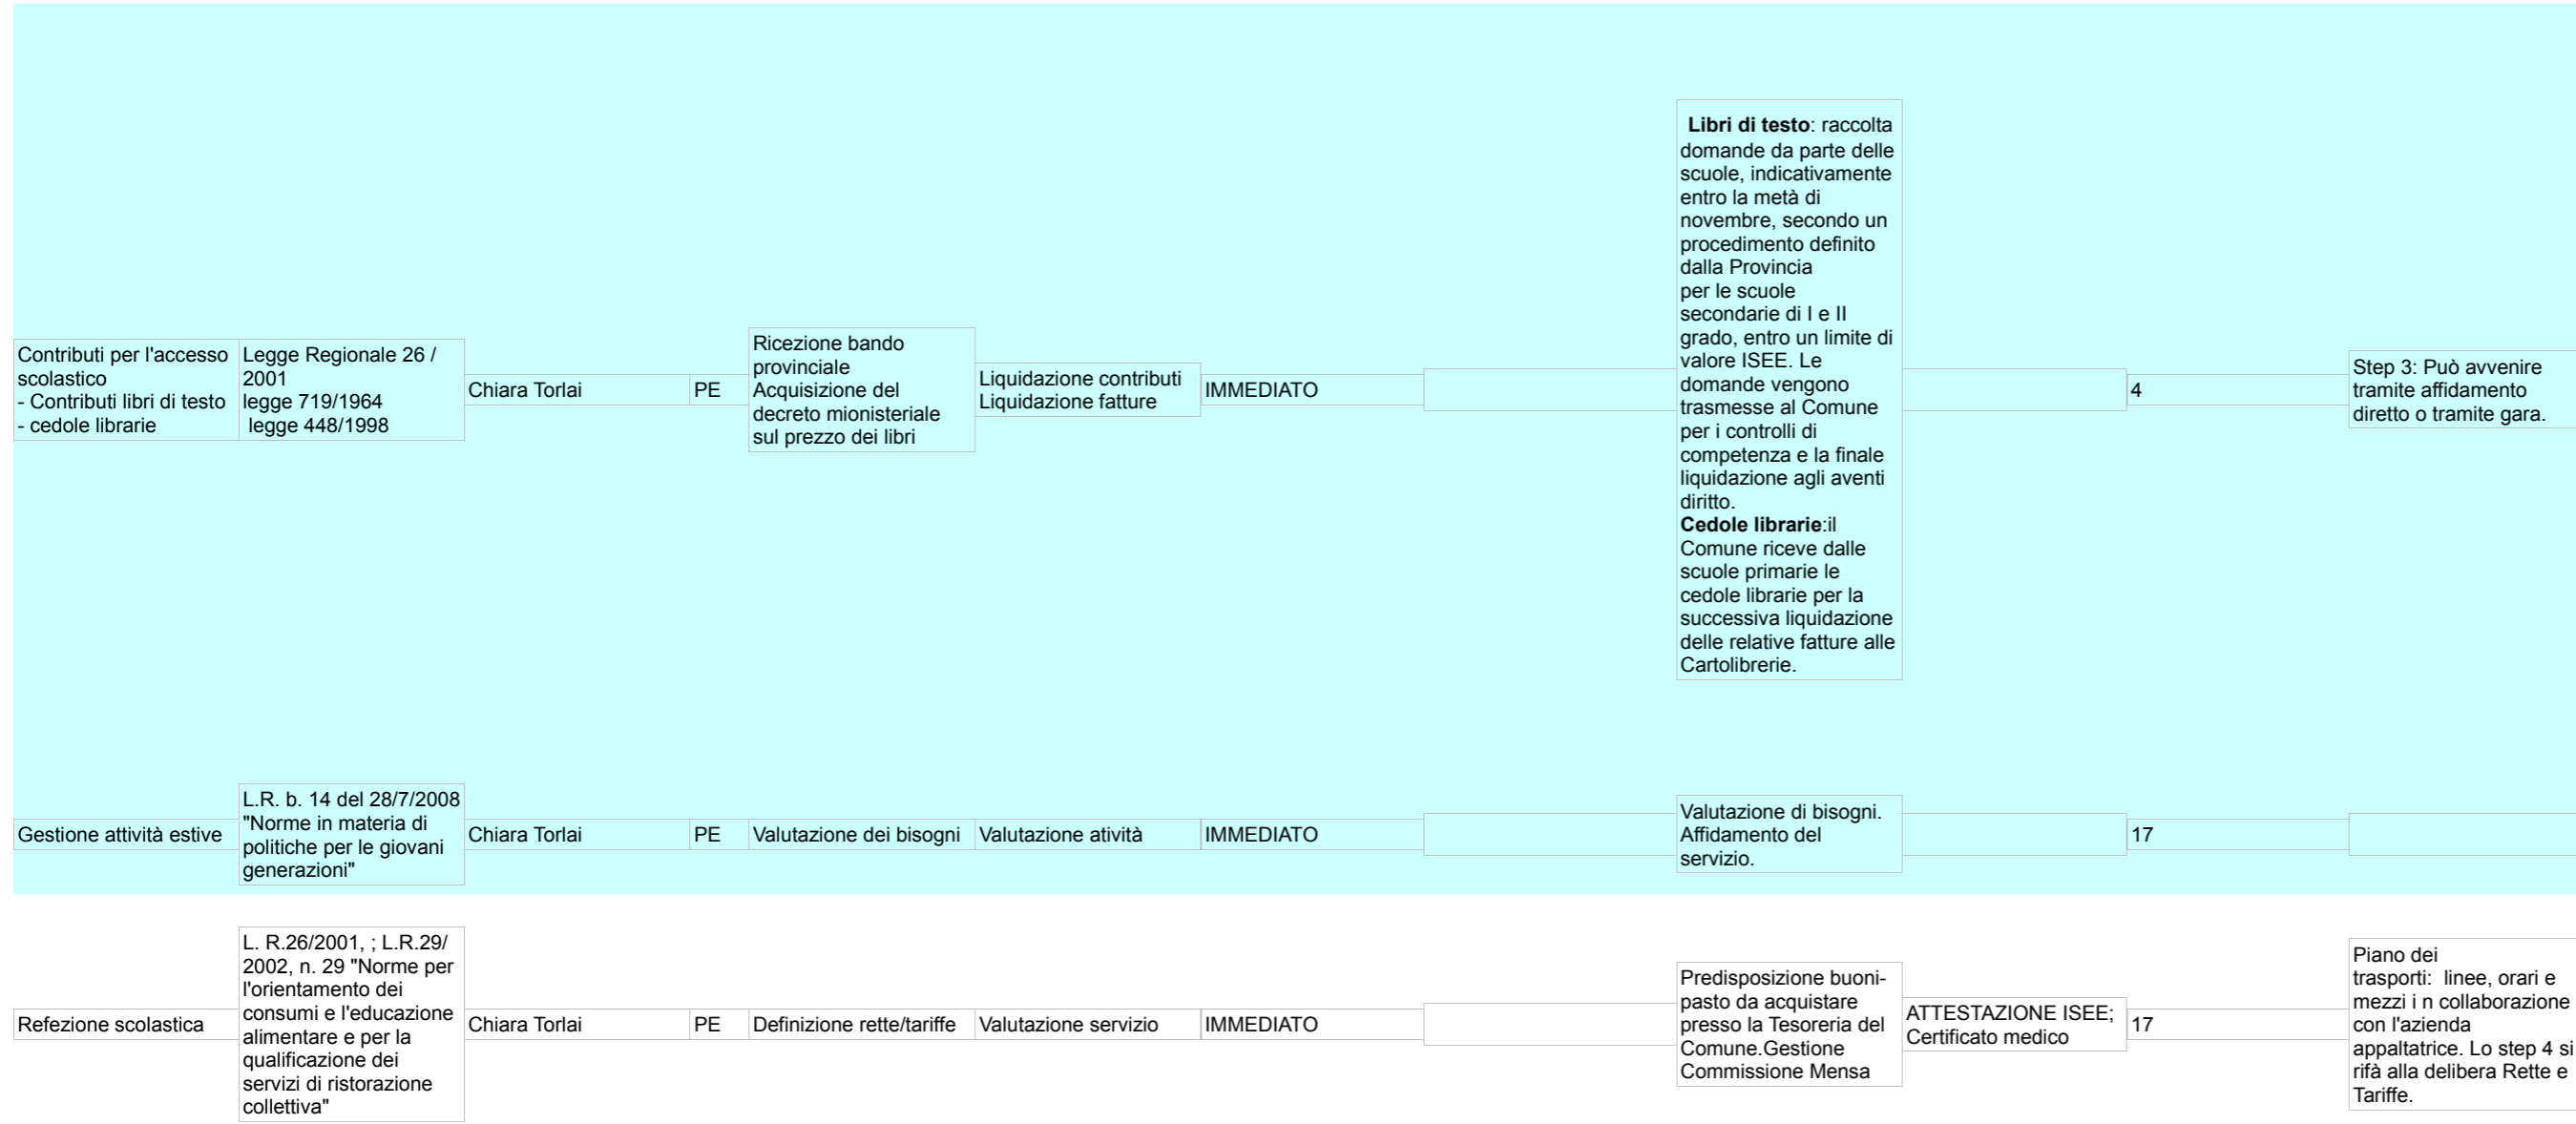 Contributi per l'accesso
scolastico
- Contributi libri di testo
- cedole librarie
Legge Regionale 26 /
2001
legge 719/1964
legge 448/1998
Chiara Torlai
PE
Ricezione bando
provinciale
Acquisizione del
decreto mionisteriale
sul prezzo dei libri
Liquidazione contributi
Liquidazione fatture
IMMEDIATO
Libri di testo: raccolta
domande da parte delle
scuole, indicativamente
entro la metà di
novembre, secondo un
procedimento definito
dalla Provincia
per le scuole
secondarie di I e II
grado, entro un limite di
valore ISEE. Le
domande vengono
trasmesse al Comune
per i controlli di
competenza e la finale
liquidazione agli aventi
diritto.
Cedole librarie:il
Comune riceve dalle
scuole primarie le
cedole librarie per la
successiva liquidazione
delle relative fatture alle
Cartolibrerie.
4
Step 3: Può avvenire
tramite affidamento
diretto o tramite gara.
Gestione attività estive
L.R. b. 14 del 28/7/2008
"Norme in materia di
politiche per le giovani
generazioni"
Chiara Torlai
PE
Valutazione dei bisogni
Valutazione atività
IMMEDIATO
Valutazione di bisogni.
Affidamento del
servizio.
17
Refezione scolastica
L. R.26/2001, ; L.R.29/
2002, n. 29 "Norme per
l'orientamento dei
consumi e l'educazione
alimentare e per la
qualificazione dei
servizi di ristorazione
collettiva"
Chiara Torlai
PE
Definizione rette/tariffe
Valutazione servizio
IMMEDIATO
Predisposizione buoni-
pasto da acquistare
presso la Tesoreria del
Comune.Gestione
Commissione Mensa
ATTESTAZIONE ISEE;
Certificato medico
17
Piano dei
trasporti:  linee, orari e
mezzi i n collaborazione
con l'azienda
appaltatrice. Lo step 4 si
rifà alla delibera Rette e
Tariffe.